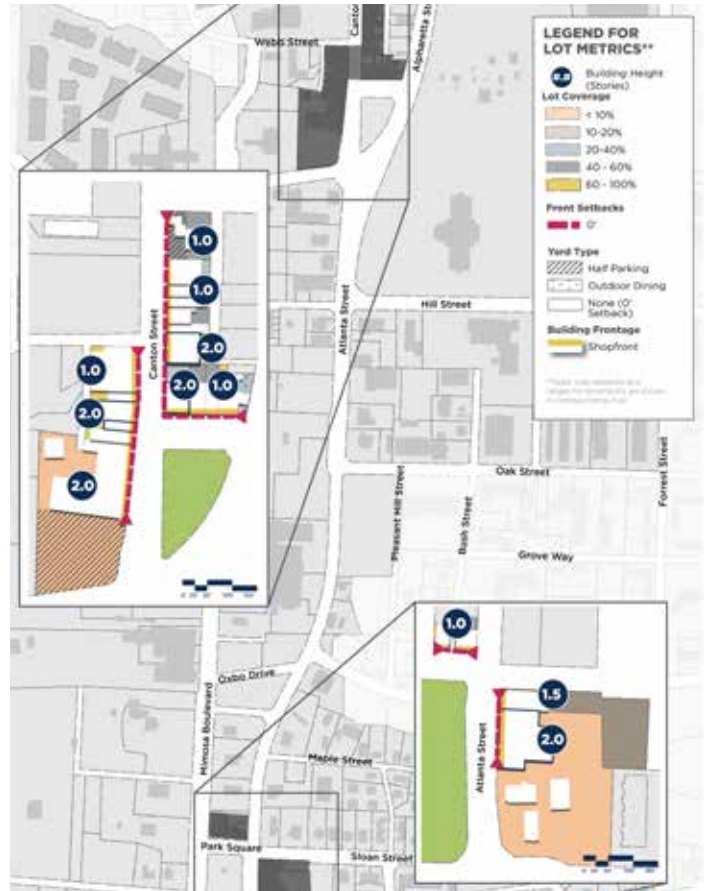 Webb Street
Canton
Alpharetta St
LEGEND FOR
LOT METRICS**
Building Height
(Stories)
Lot Coverage
< 10%
10-20%
20-40%
40 - 60%
60 - 100%
Front Setbacks
0'
Yard Type
Half Parking
Outdoor Dining
None (0'
Setback)
Building Frontage
Shopfront
1.0
1.0
2.0
2.0
1.0
Canton Street
1.0
2.0
2.0
Atlanta Street
Hill Street
Oak Street
Forrest Street
Pleasant Hill Street
Bush Street
Grove Way
Oxbo Drive
Mimosa Boulevard
Maple Street
Park Square
Sloan Street
1.0
1.5
2.0
Atlanta Street